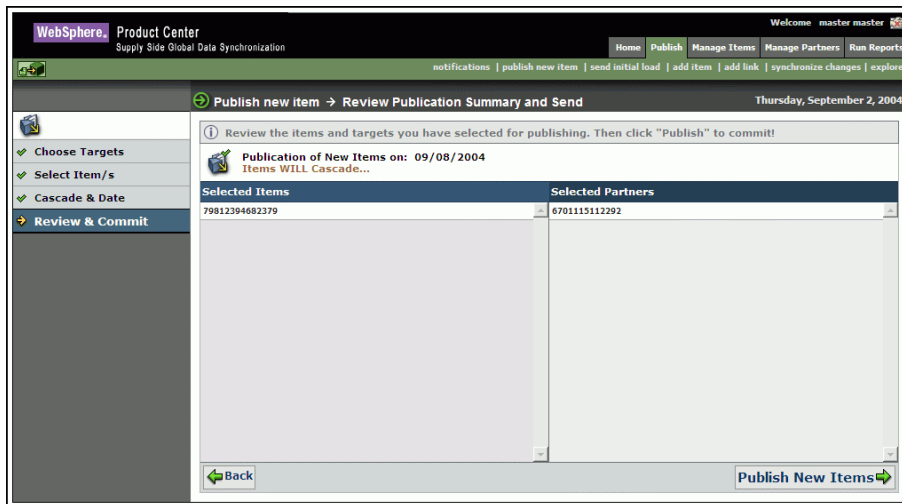 WebSphere. Product Center
Supply Side Global Data Synchronization
Welcome master master
Home Publish Manage Items Manage Partners Run Reports
notifications | publish new item | send initial load | add item | add link | synchronize changes | explore
Publish new item → Review Publication Summary and Send
Thursday, September 2, 2004
Review the items and targets you have selected for publishing. Then click "Publish" to commit!
Choose Targets
Select Item/s
Cascade & Date
Review & Commit
Publication of New Items on: 09/08/2004
Items WILL Cascade...
Selected Items Selected Partners
79812394682379 6701115112292
Back Publish New Items